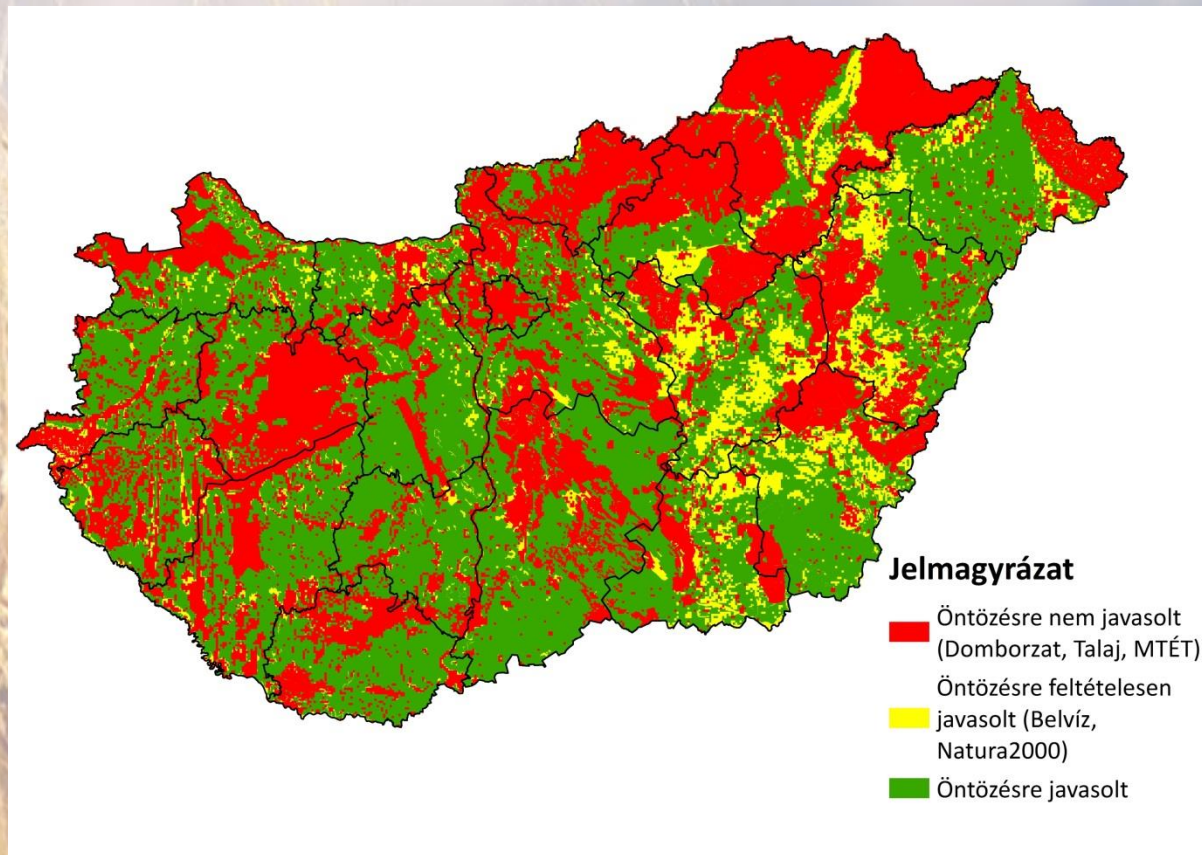 Jelmagyrázat
Öntözésre nem javasolt
(Domborzat, Talaj, MTÉT)
Öntözésre feltételesen
javasolt (Belvíz,
Natura2000)
Öntözésre javasolt